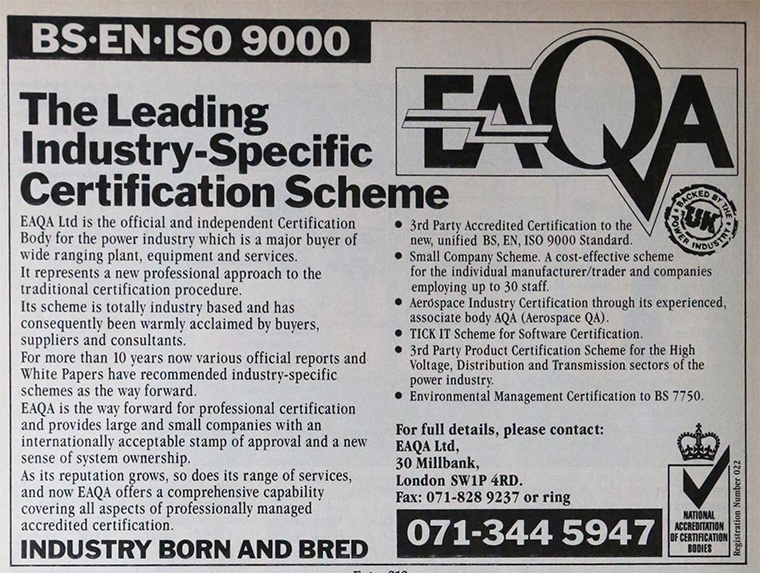 BS·EN·ISO 9000
EAQA
The Leading
Industry-Specific
Certification Scheme
BACKED BY THE
UK
POWER INDUSTRY
EAQA Ltd is the official and independent Certification
Body for the power industry which is a major buyer of
wide ranging plant, equipment and services.
It represents a new professional approach to the
traditional certification procedure.
Its scheme is totally industry based and has
consequently been warmly acclaimed by buyers,
suppliers and consultants.
For more than 10 years now various official reports and
White Papers have recommended industry-specific
schemes as the way forward.
EAQA is the way forward for professional certification
and provides large and small companies with an
internationally acceptable stamp of approval and a new
sense of system ownership.
As its reputation grows, so does its range of services,
and now EAQA offers a comprehensive capability
covering all aspects of professionally managed
accredited certification.
INDUSTRY BORN AND BRED
● 3rd Party Accredited Certification to the
new, unified BS, EN, ISO 9000 Standard.
● Small Company Scheme. A cost-effective scheme
for the individual manufacturer/trader and companies
employing up to 30 staff.
● Aerospace Industry Certification through its experienced,
associate body AQA (Aerospace QA).
● TICK IT Scheme for Software Certification.
● 3rd Party Product Certification Scheme for the High
Voltage, Distribution and Transmission sectors of the
power industry.
● Environmental Management Certification to BS 7750.
For full details, please contact:
EAQA Ltd,
30 Millbank,
London SW1P 4RD.
Fax: 071-828 9237 or ring
071-344 5947
NATIONAL
ACCREDITATION
OF CERTIFICATION
BODIES
Registration Number 022